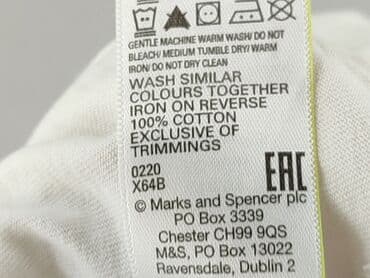 GENTLE MACHINE WARM WASH/DO NOT
BLEACH/MEDIUM TUMBLE DRY/WARM
IRON/DO NOT DRY CLEAN
WASH SIMILAR
COLOURS TOGETHER
IRON ON REVERSE
100% COTTON
EXCLUSIVE OF
TRIMMINGS
0220
X64B
EAC
© Marks and Spencer plc
PO Box 3339
Chester CH99 9QS
M&S, PO Box 13022
Ravensdale, Dublin 2